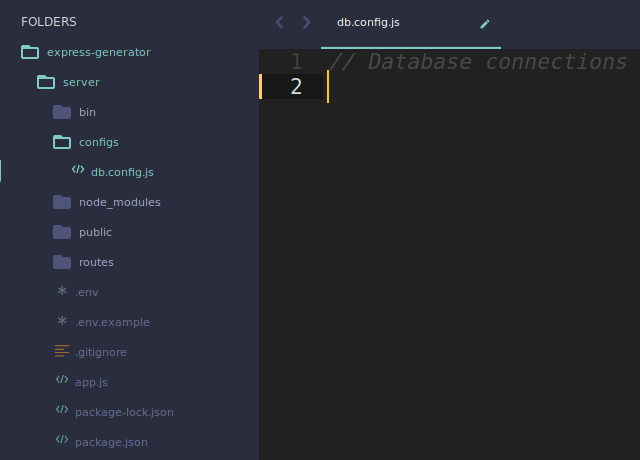 FOLDERS
express-generator
server
bin
configs
db.config.js
node_modules
public
routes
.env
.env.example
.gitignore
app.js
package-lock.json
package.json
db.config.js
1 // Database connections
2